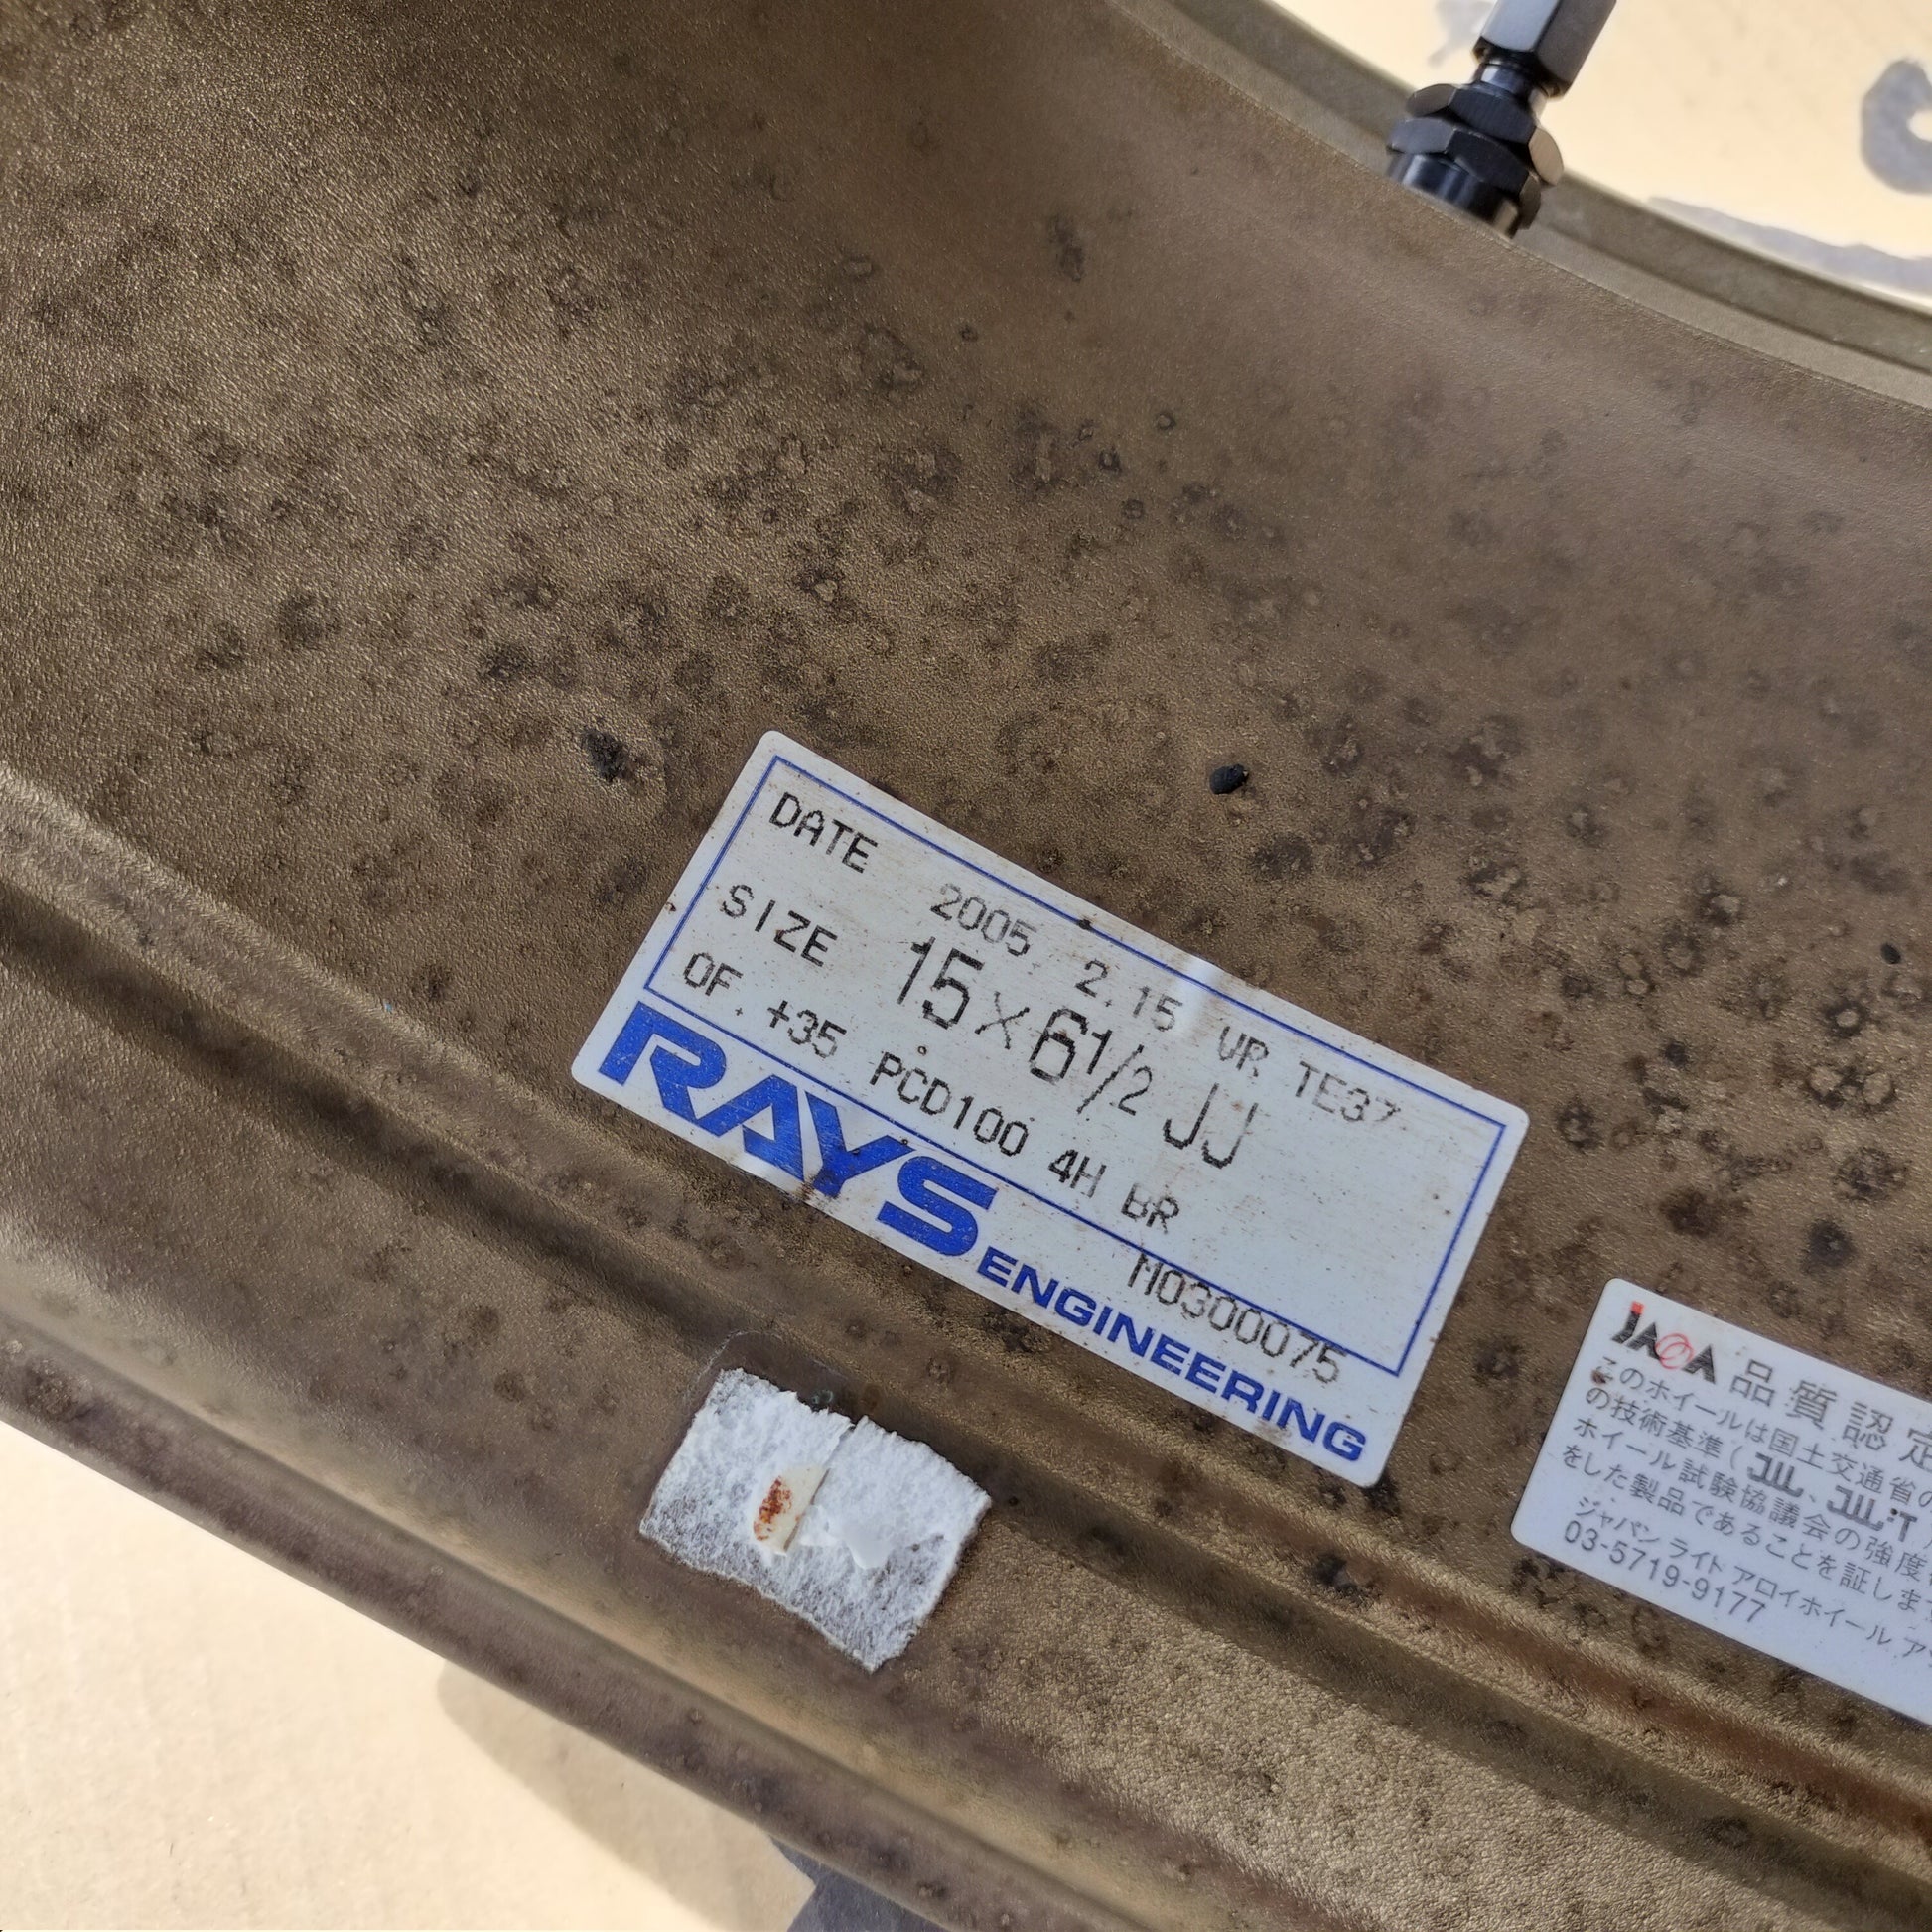 DATE 2005 2.15 VR TE37
SIZE 15×6 1/2 JJ
OF. +35 PCD100 4H BR
M0300075
RAYS ENGINEERING
JAWA 品質認定
このホイールは国土交通省の
の技術基準(JWL、JWL:T
ホイール試験協議会の強度
をした製品であることを証しま
ジャパン ライト アロイホイール ア
03-5719-9177